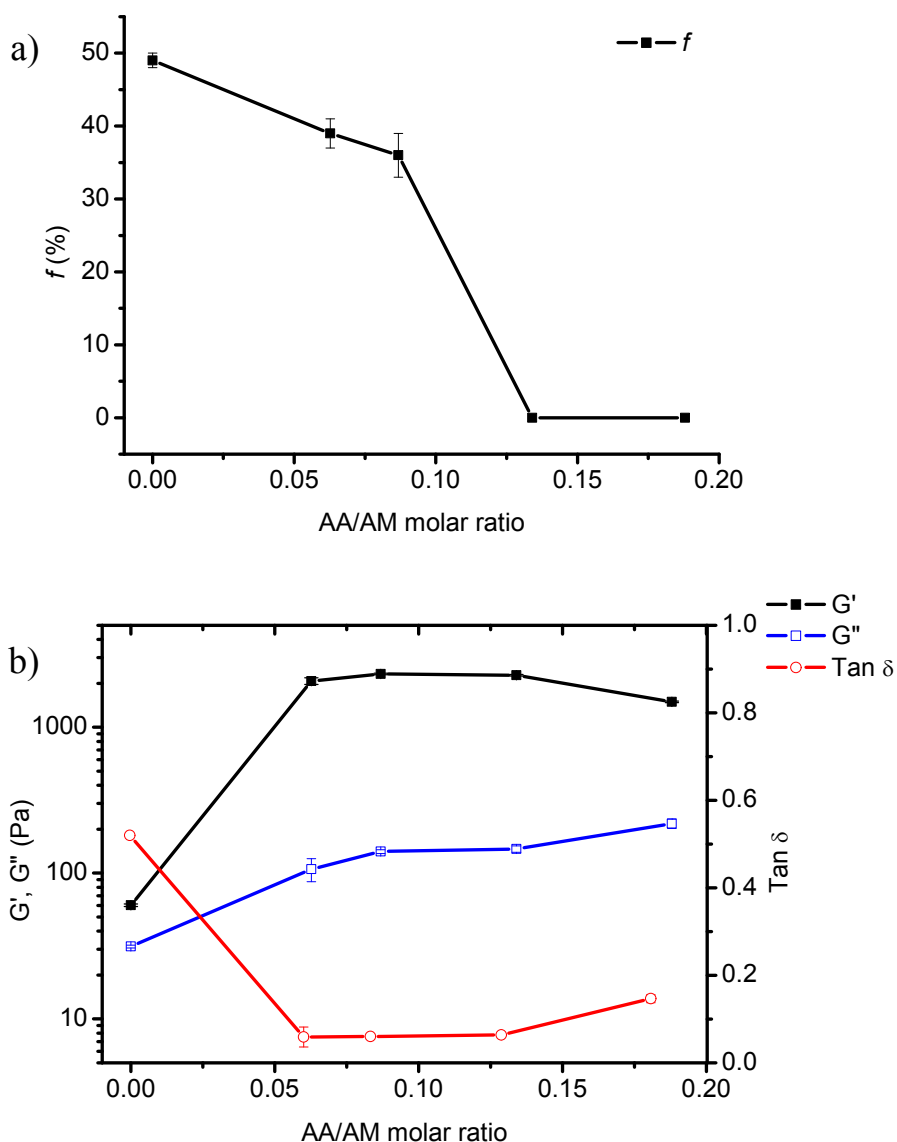 a)
f
50
40
30
20
10
0
f (%)
0.00 0.05 0.10 0.15 0.20
AA/AM molar ratio
b)
G'
G"
Tan δ
1000
100
10
G', G" (Pa)
1.0
0.8
0.6
0.4
0.2
0.0
Tan δ
0.00 0.05 0.10 0.15 0.20
AA/AM molar ratio